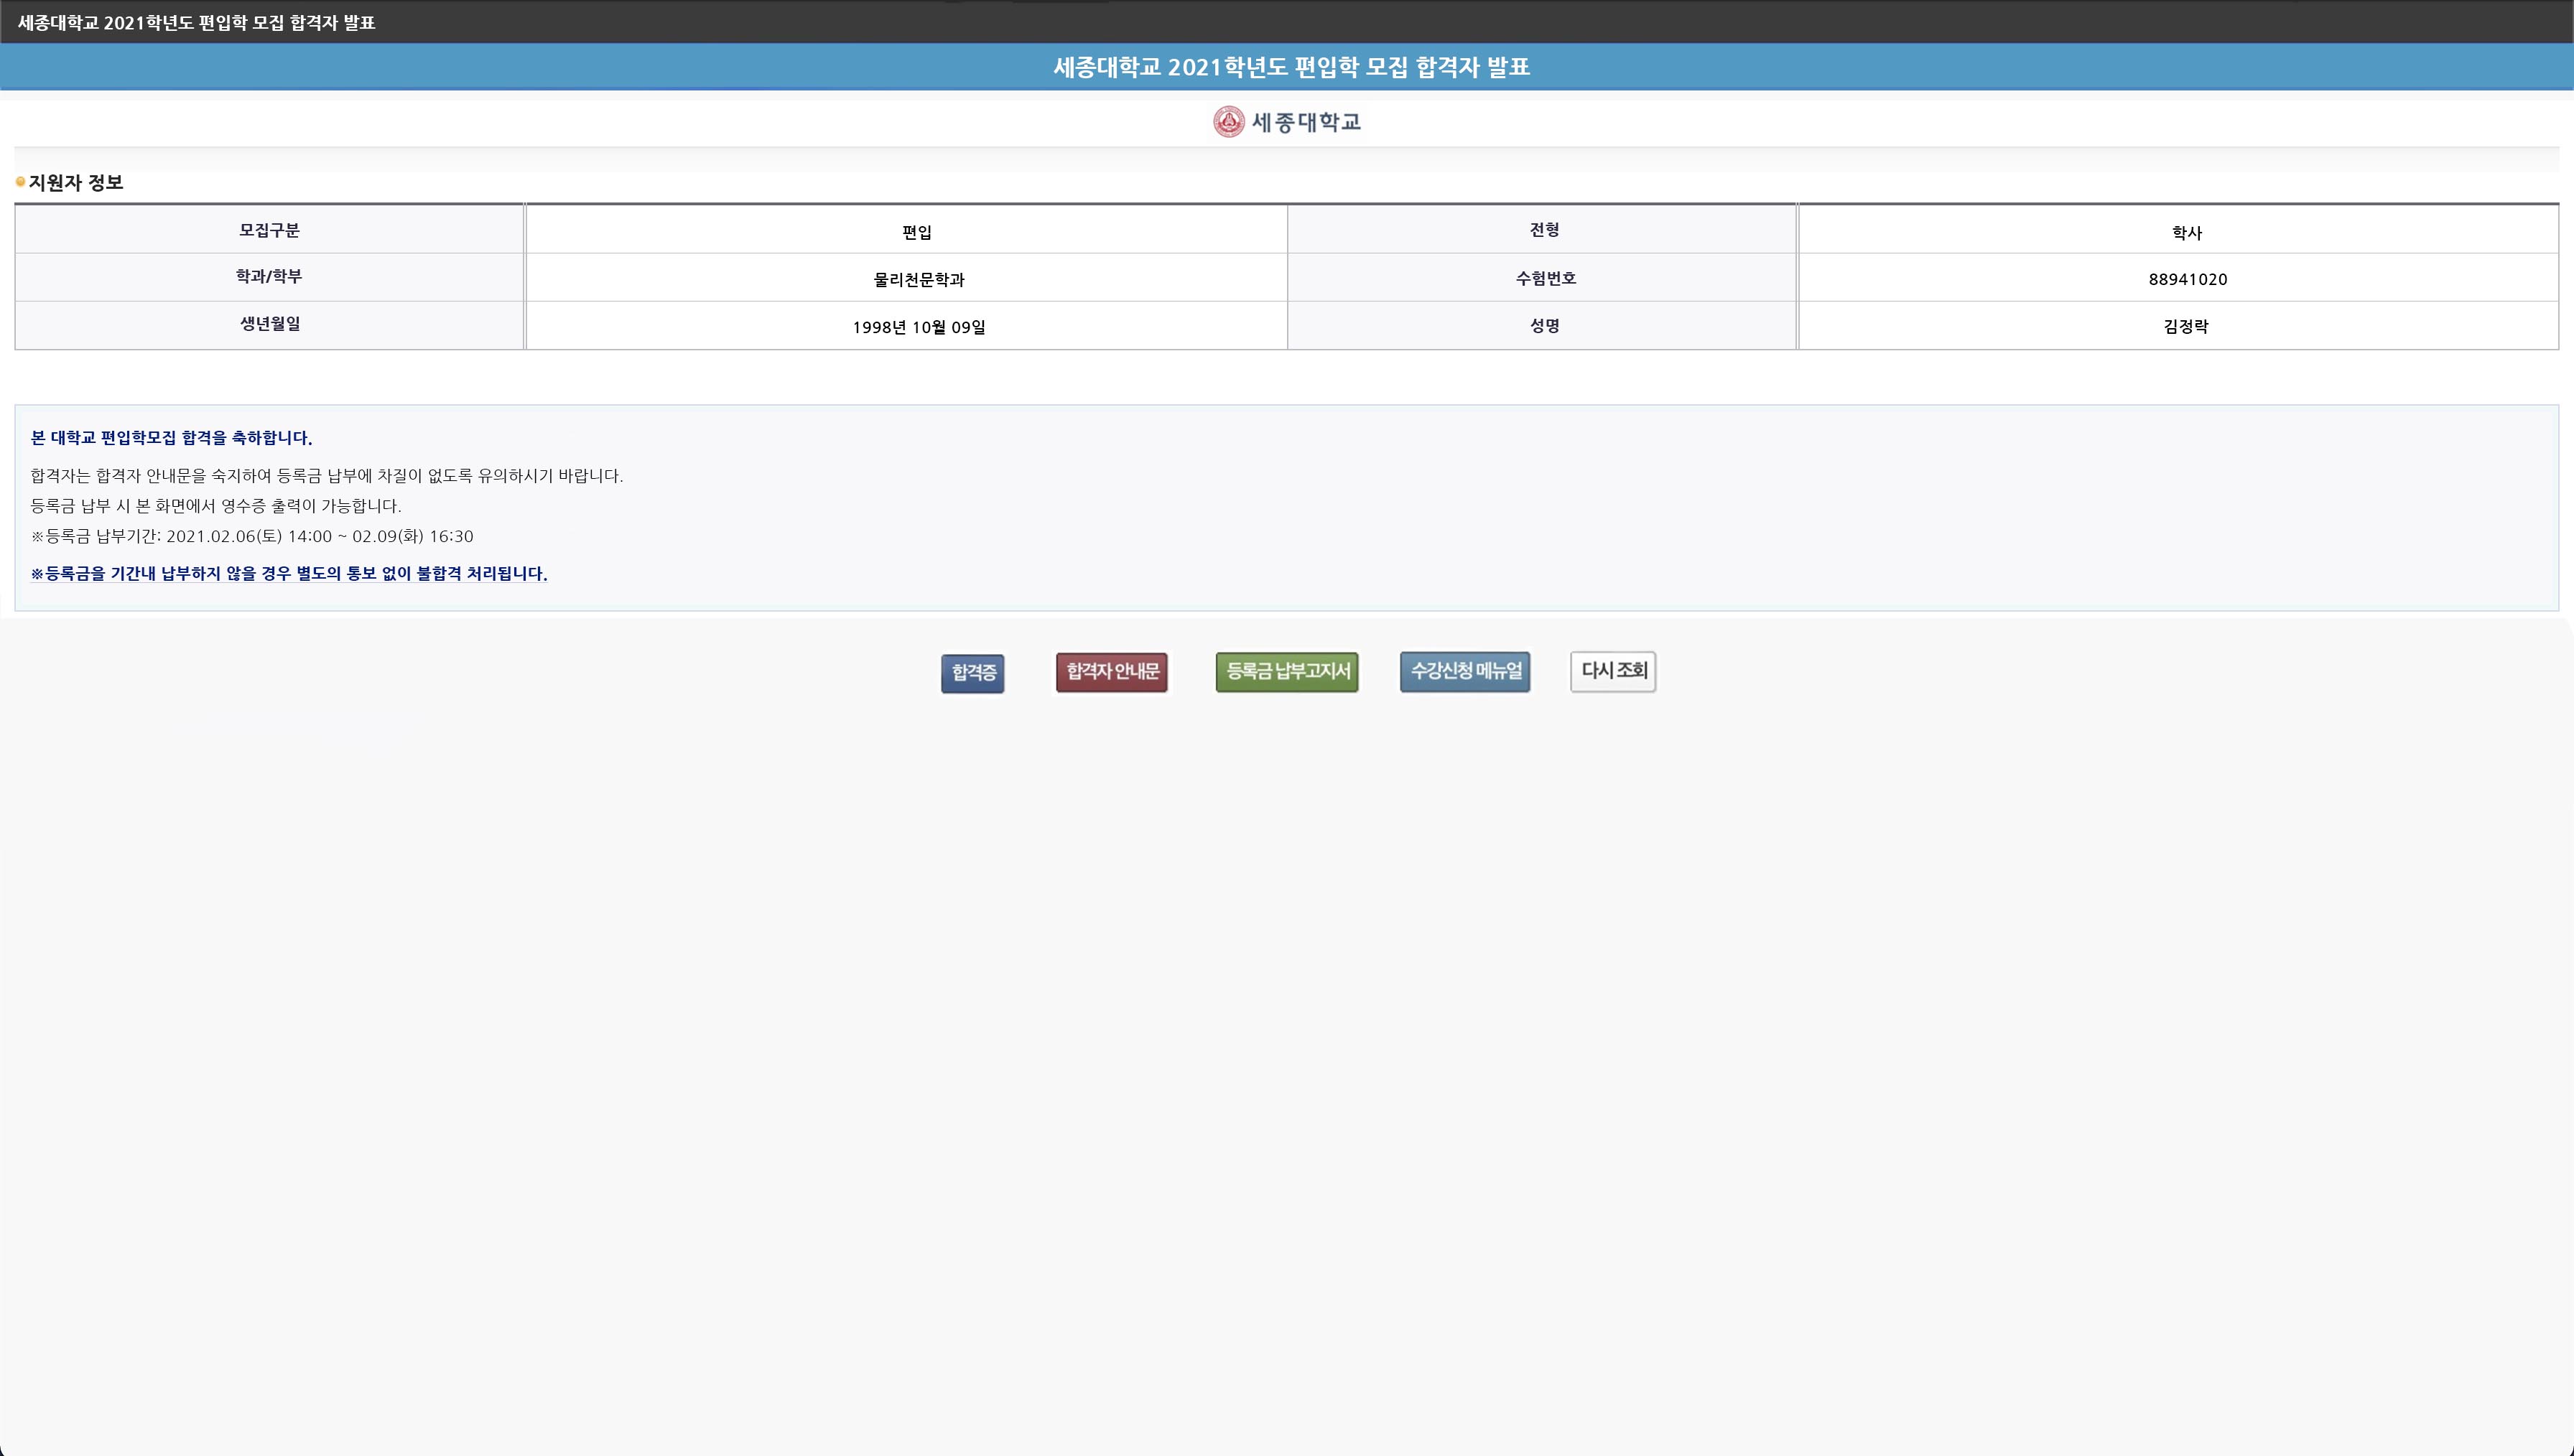 세종대학교 2021학년도 편입학 모집 합격자 발표
세종대학교 2021학년도 편입학 모집 합격자 발표
세종대학교
지원자 정보
모집구분 편입 전형 학사
학과/학부 물리천문학과 수험번호 88941020
생년월일 1998년 10월 09일 성명 김정락
본 대학교 편입학모집 합격을 축하합니다.
합격자는 합격자 안내문을 숙지하여 등록금 납부에 차질이 없도록 유의하시기 바랍니다.
등록금 납부 시 본 화면에서 영수증 출력이 가능합니다.
※등록금 납부기간: 2021.02.06(토) 14:00 ~ 02.09(화) 16:30
※등록금을 기간내 납부하지 않을 경우 별도의 통보 없이 불합격 처리됩니다.
합격증 합격자 안내문 등록금 납부고지서 수강신청 메뉴얼 다시 조회